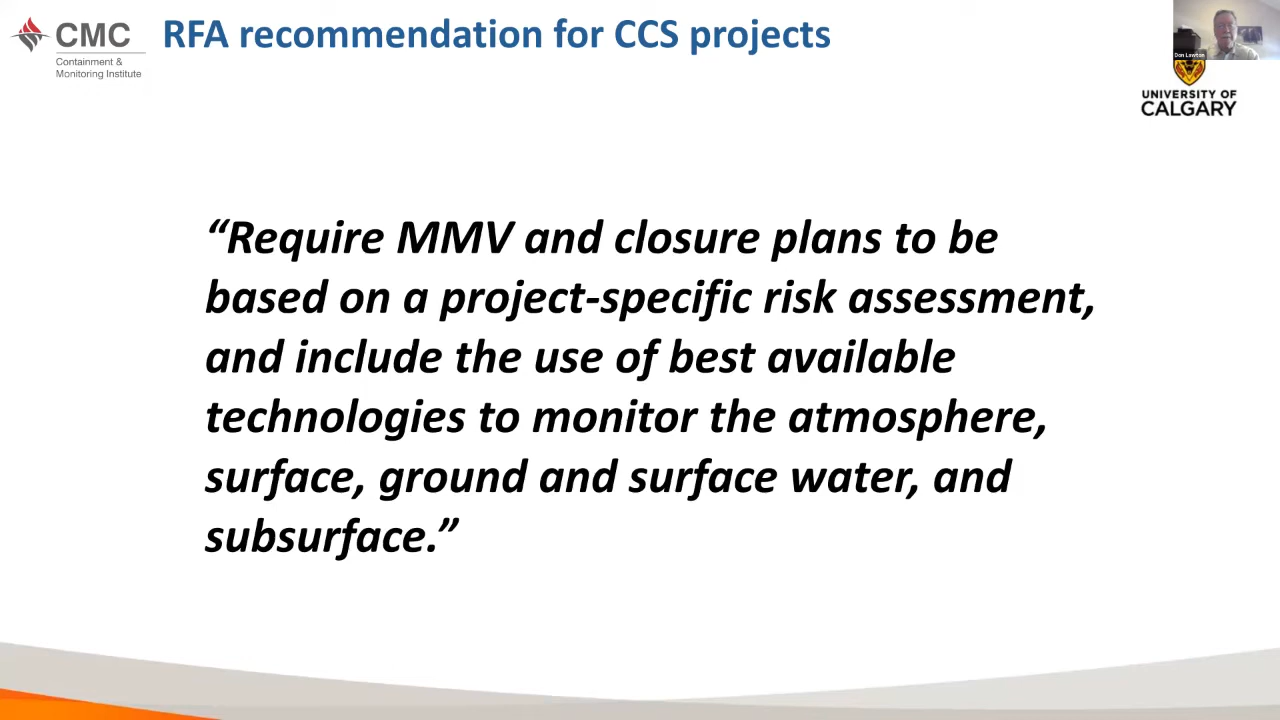 CMC
Containment &
Monitoring Institute
RFA recommendation for CCS projects
Don Lawton
UNIVERSITY OF
CALGARY
“Require MMV and closure plans to be
based on a project-specific risk assessment,
and include the use of best available
technologies to monitor the atmosphere,
surface, ground and surface water, and
subsurface.”